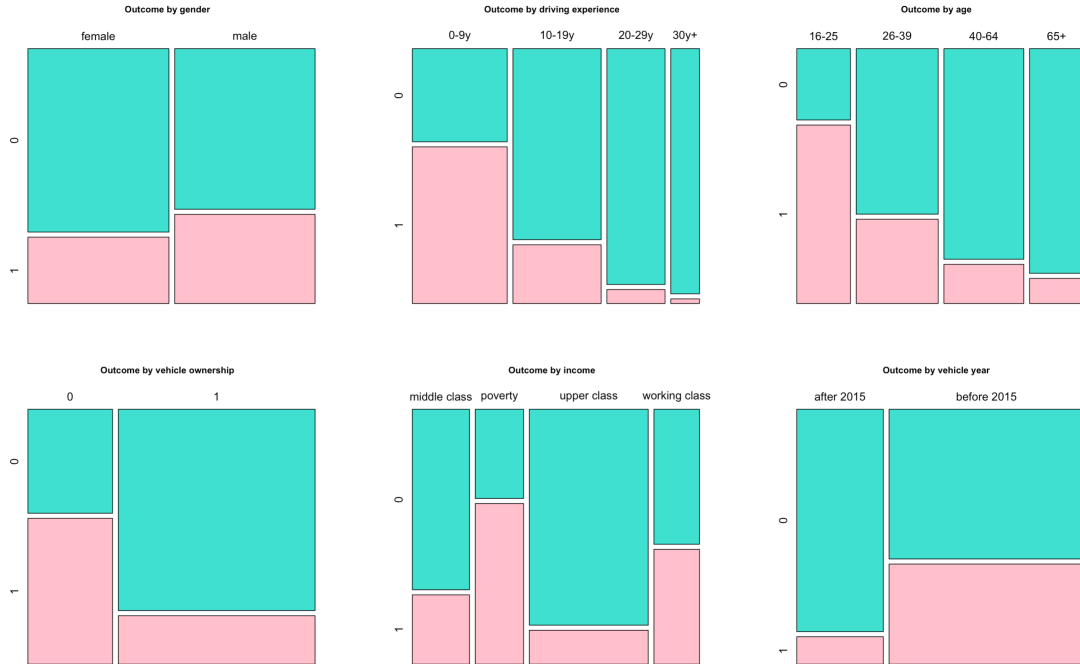 Outcome by gender
female male
0
1
Outcome by driving experience
0-9y 10-19y 20-29y 30y+
0
1
Outcome by age
16-25 26-39 40-64 65+
0
1
Outcome by vehicle ownership
0 1
0
1
Outcome by income
middle class poverty upper class working class
0
1
Outcome by vehicle year
after 2015 before 2015
0
1